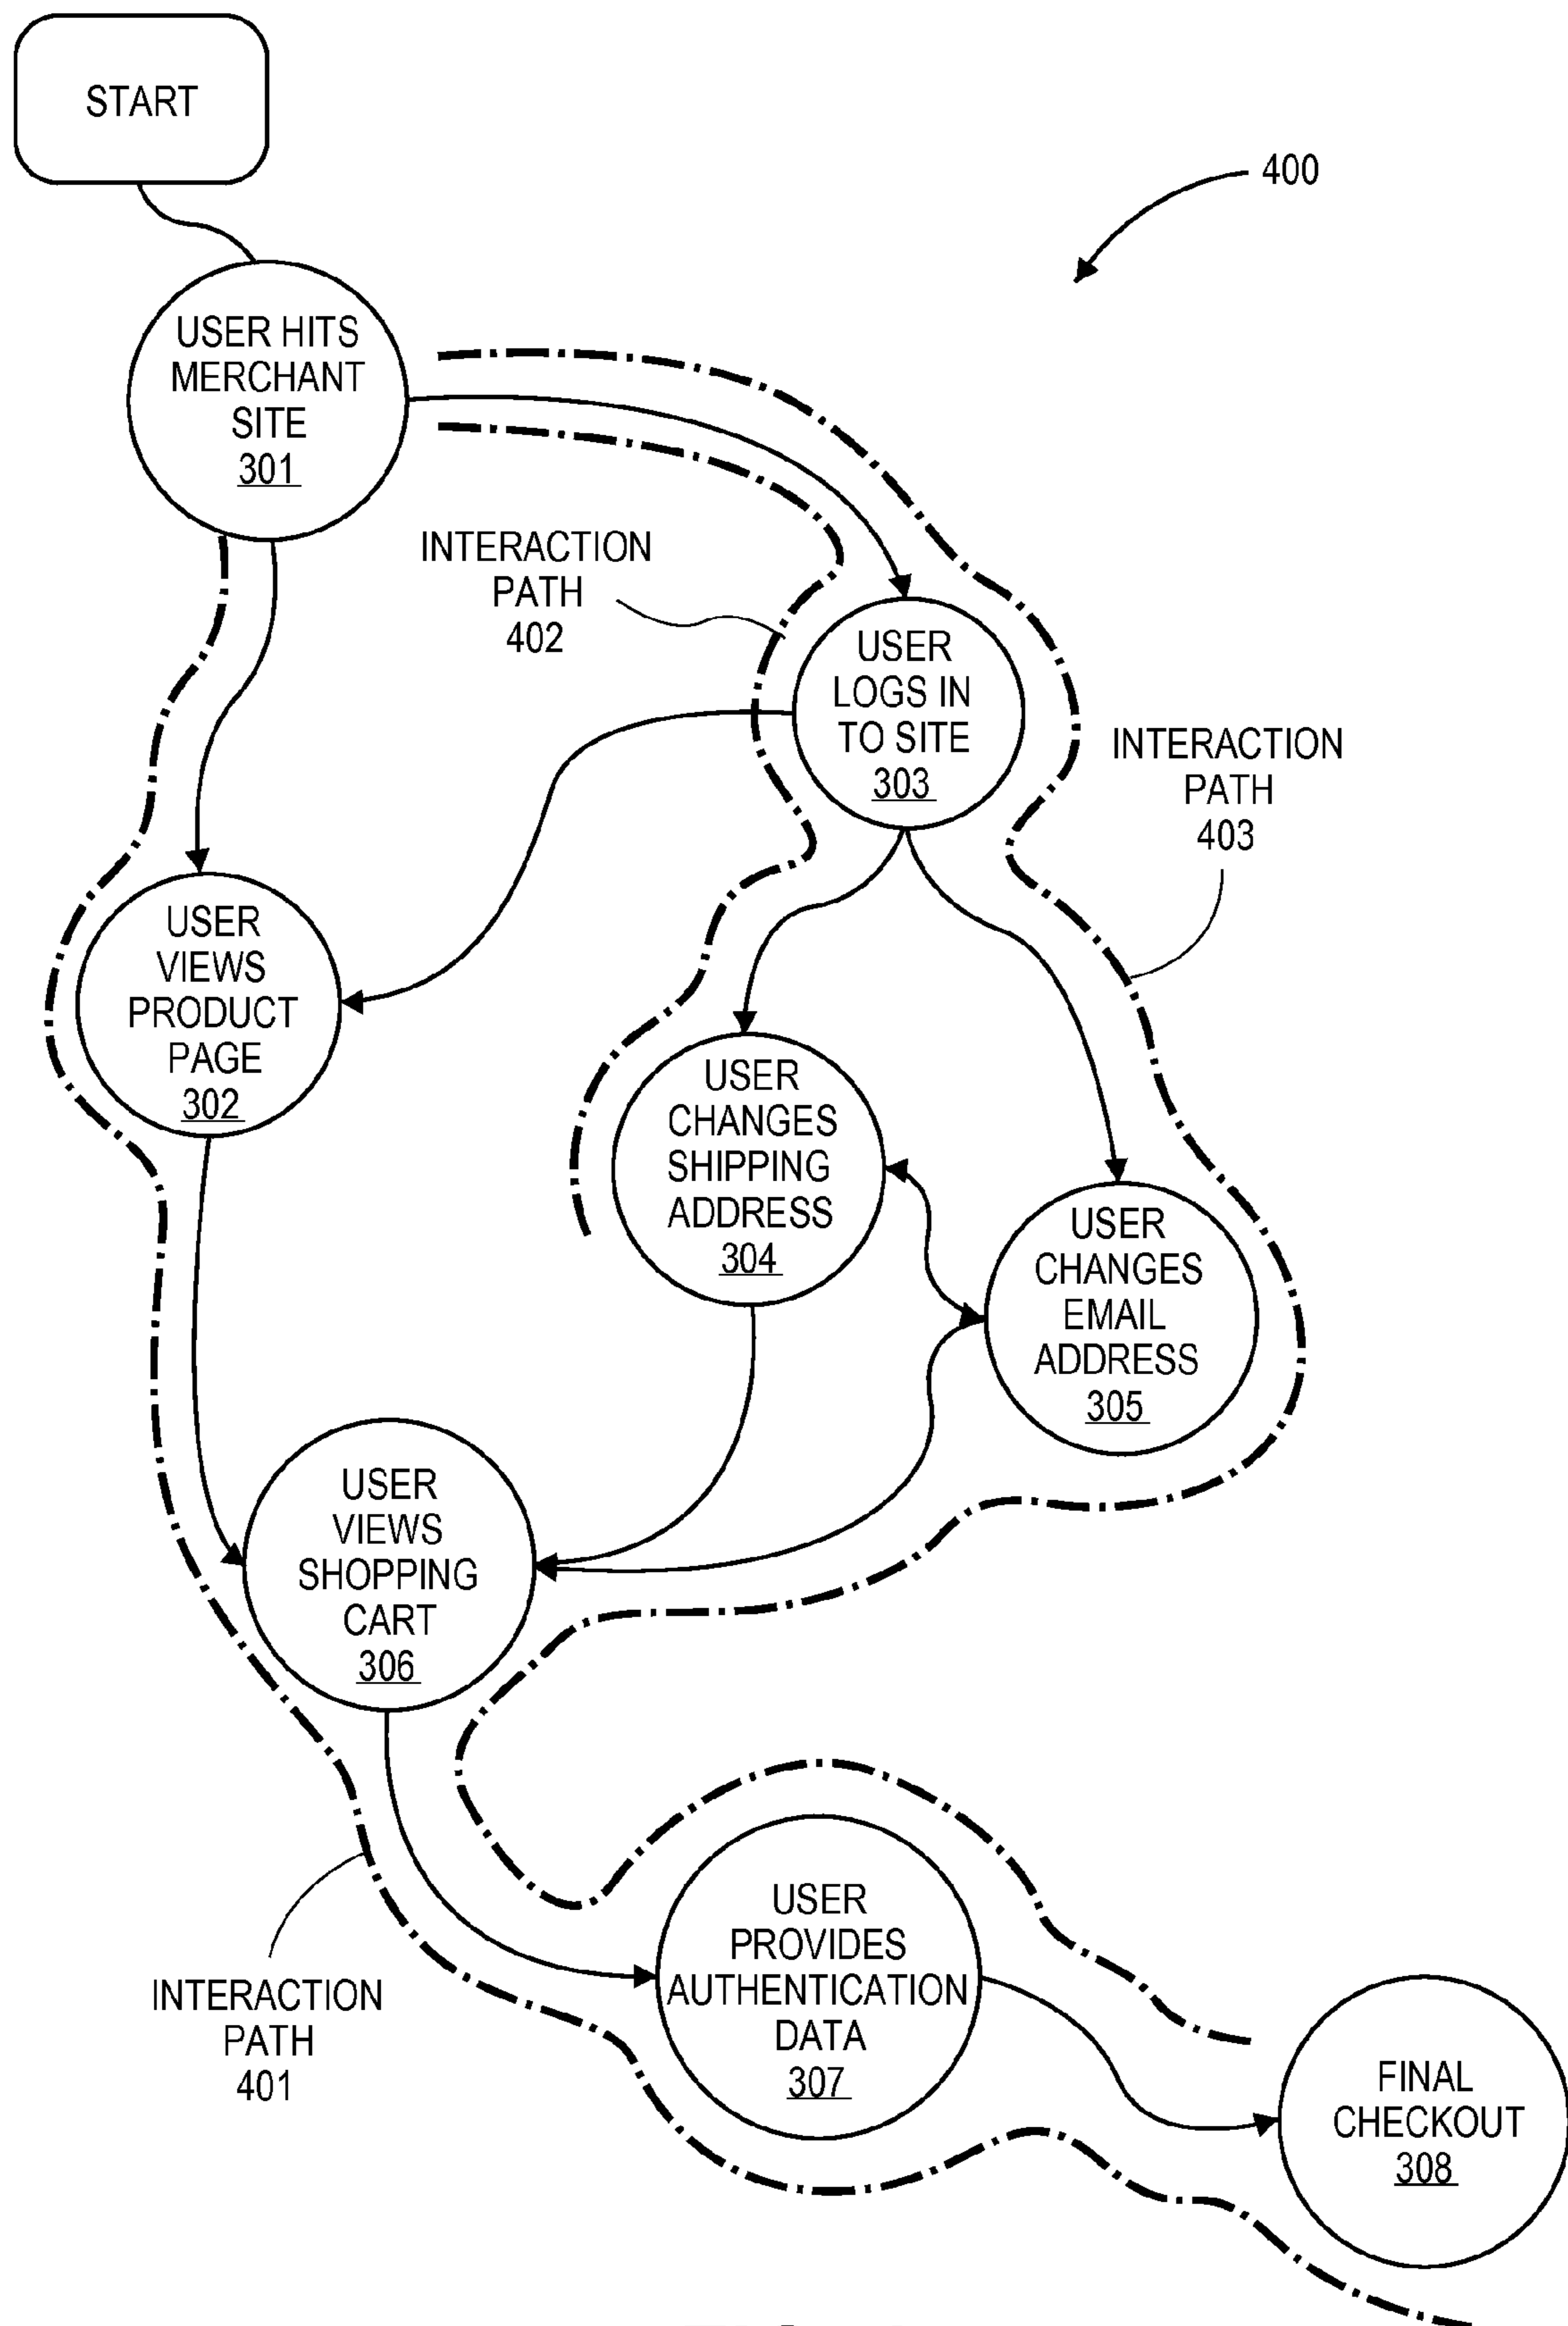 START
400
USER HITS
MERCHANT
SITE
301
INTERACTION
PATH
402
USER
LOGS IN
TO SITE
303
INTERACTION
PATH
403
USER
VIEWS
PRODUCT
PAGE
302
USER
CHANGES
SHIPPING
ADDRESS
304
USER
CHANGES
EMAIL
ADDRESS
305
USER
VIEWS
SHOPPING
CART
306
USER
PROVIDES
AUTHENTICATION
DATA
307
INTERACTION
PATH
401
FINAL
CHECKOUT
308